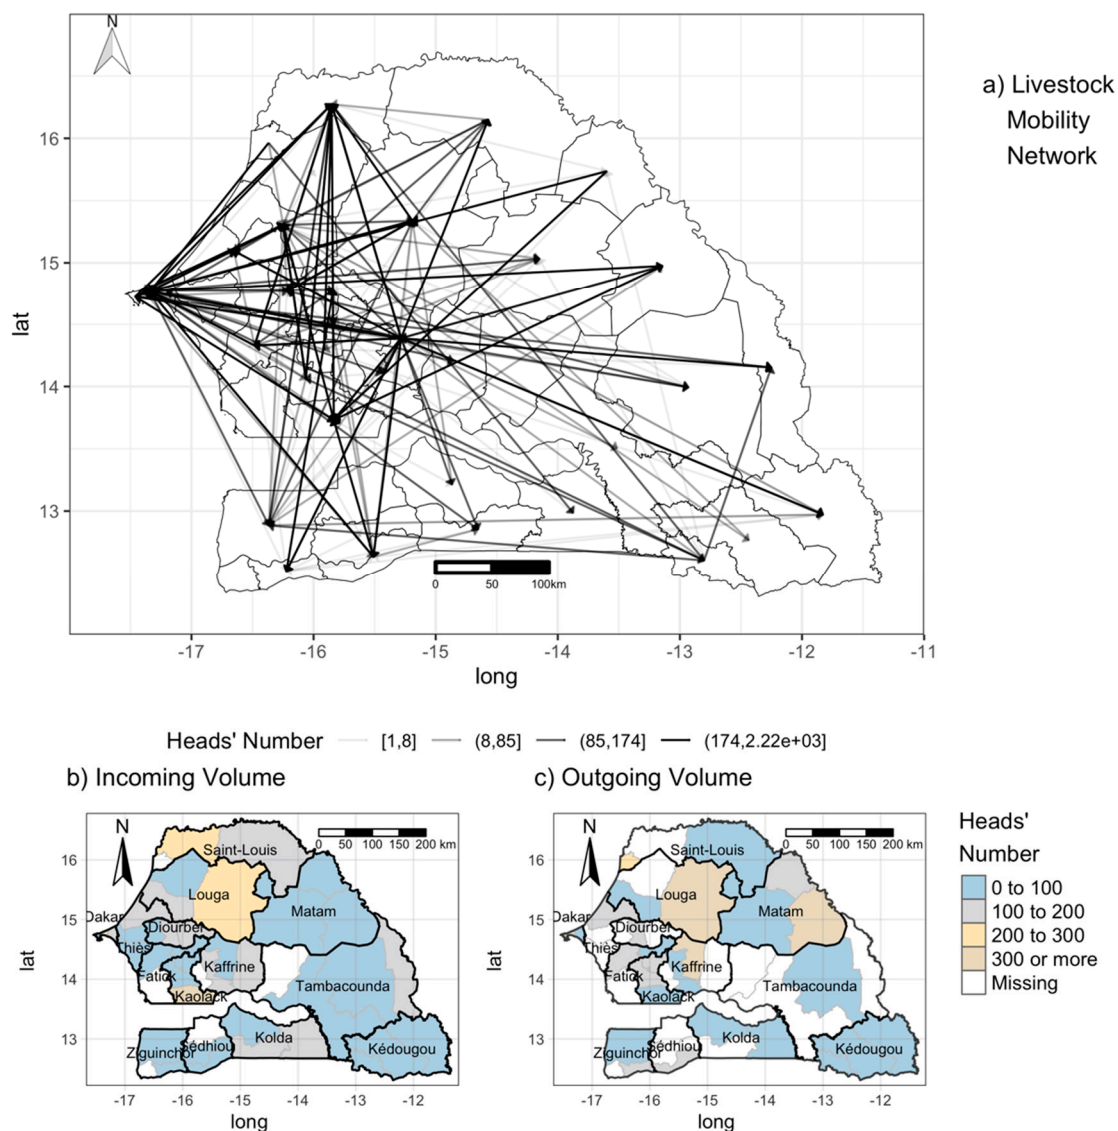 N
a) Livestock
Mobility
Network
16
15
14
13
lat
0 50 100km
-17 -16 -15 -14 -13 -12 -11
long
Heads' Number [1,8] (8,85] (85,174] (174,2.22e+03]
b) Incoming Volume
N
0 50 100 150 200 km
16
15
14
13
lat
Saint-Louis
Louga
Matam
Dakar
Diourbel
Thiès
Fatick
Kaffrine
Kaolack
Tambacounda
Kolda
Ziguinchor
Sédhiou
Kédougou
-17 -16 -15 -14 -13 -12
long
c) Outgoing Volume
N
0 50 100 150 200 km
16
15
14
13
lat
Saint-Louis
Louga
Matam
Dakar
Diourbel
Thiès
Fatick
Kaffrine
Kaolack
Tambacounda
Kolda
Ziguinchor
Sédhiou
Kédougou
-17 -16 -15 -14 -13 -12
long
Heads'
Number
0 to 100
100 to 200
200 to 300
300 or more
Missing